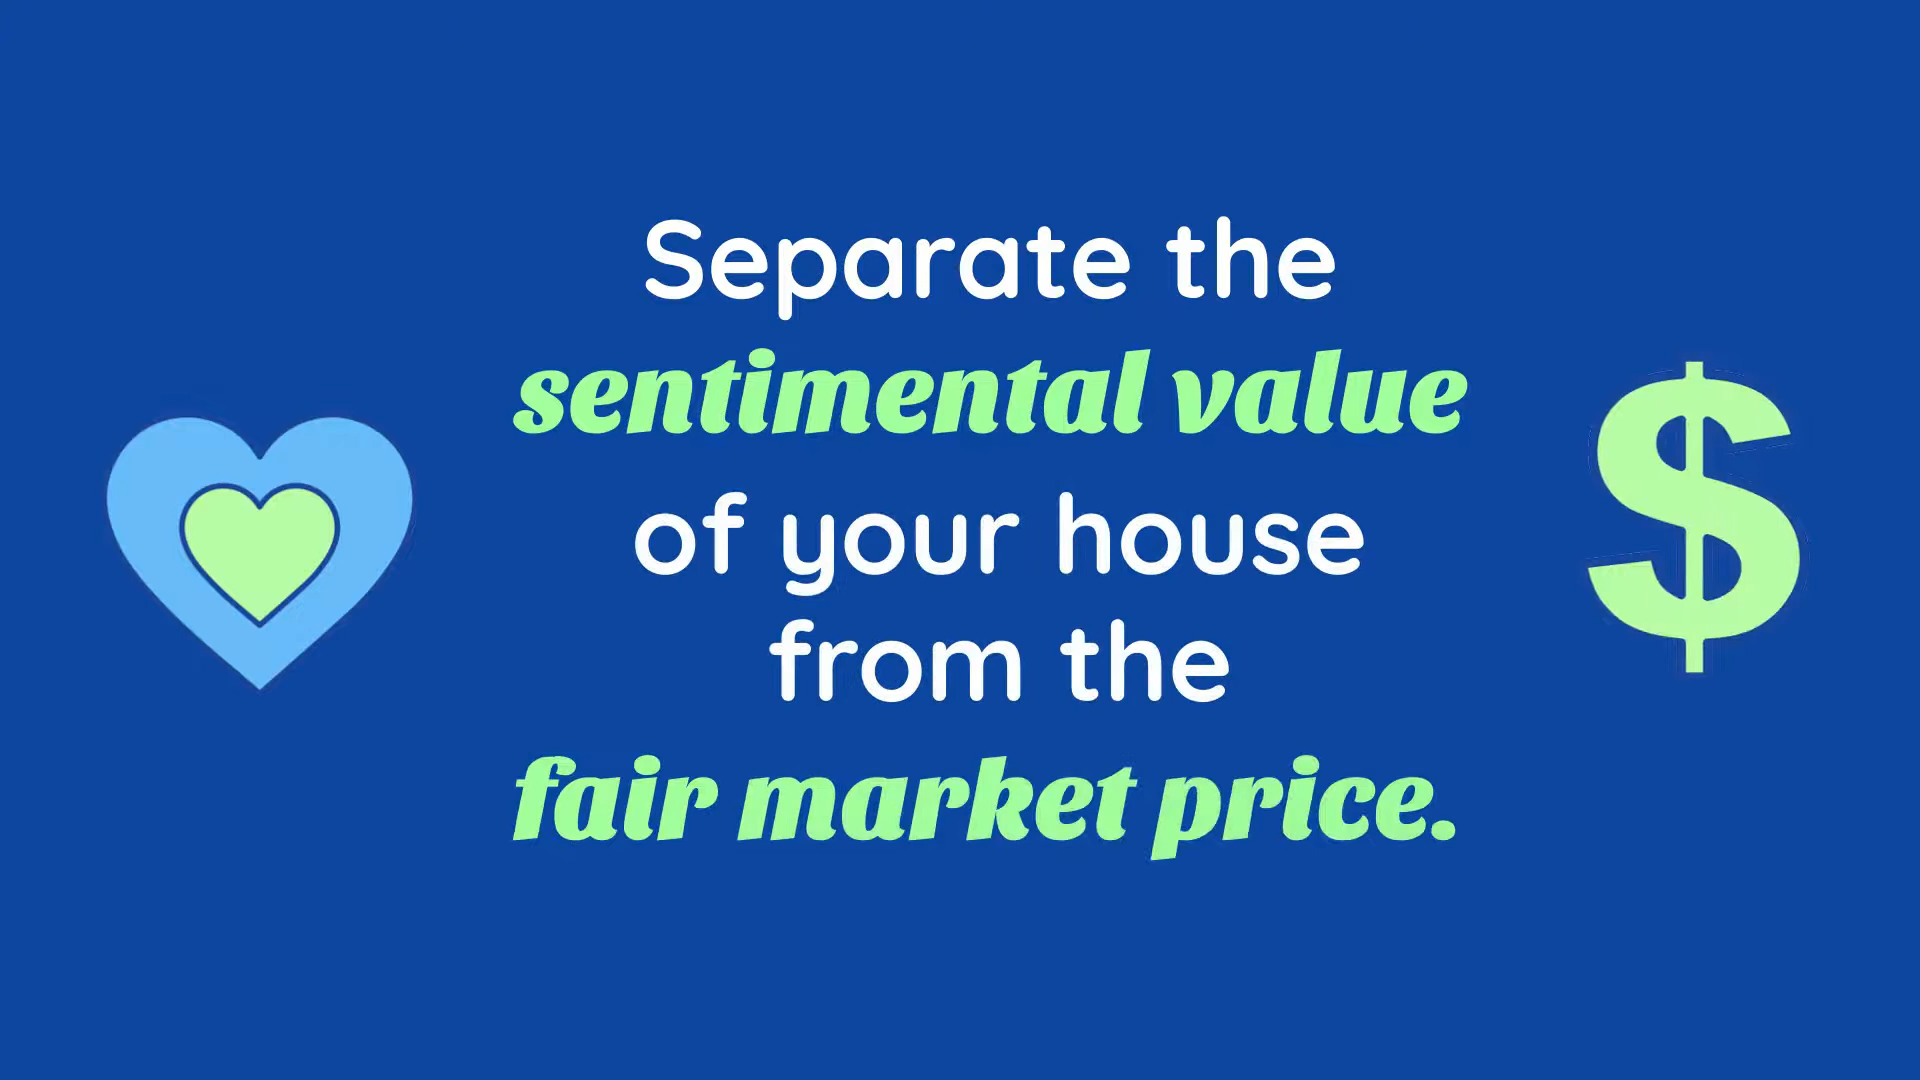 Separate the
sentimental value
of your house
from the
fair market price.
$